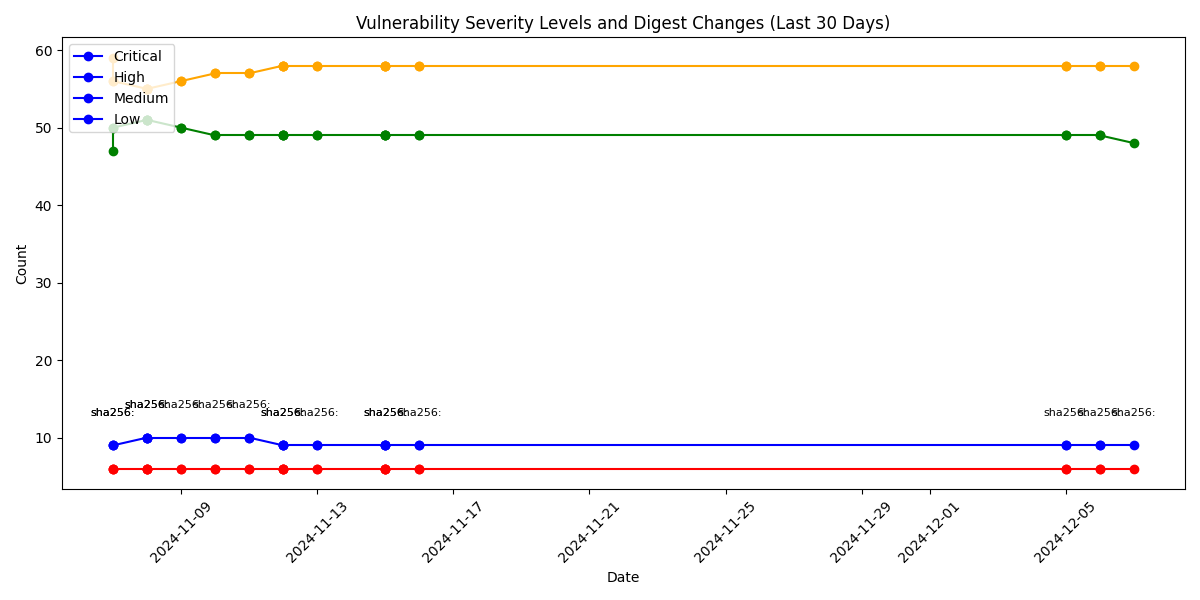 Vulnerability Severity Levels and Digest Changes (Last 30 Days)
Critical
High
Medium
Low
60
50
40
30
20
10
Count
sha256:
sha256:
sha256:
sha256:
sha256:
sha256:
sha256:
sha256:
sha256:
sha256:
sha256:
sha256:
2024-11-09
2024-11-13
2024-11-17
2024-11-21
2024-11-25
2024-11-29
2024-12-01
2024-12-05
Date